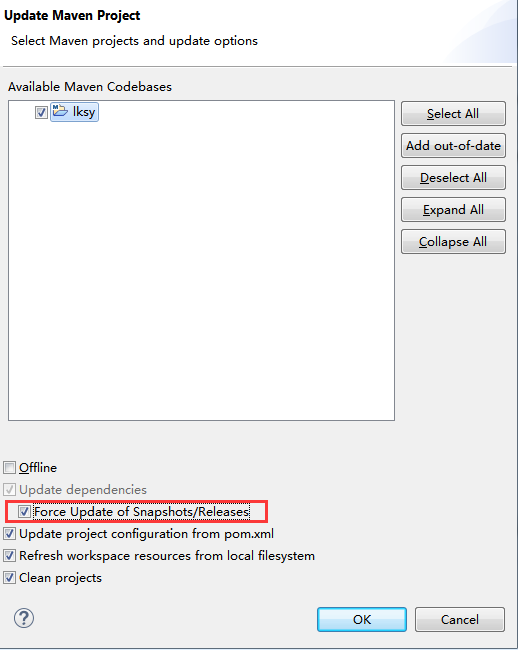 Update Maven Project
Select Maven projects and update options
Available Maven Codebases
lksy
Select All
Add out-of-date
Deselect All
Expand All
Collapse All
Offline
Update dependencies
Force Update of Snapshots/Releases
Update project configuration from pom.xml
Refresh workspace resources from local filesystem
Clean projects
?
OK
Cancel